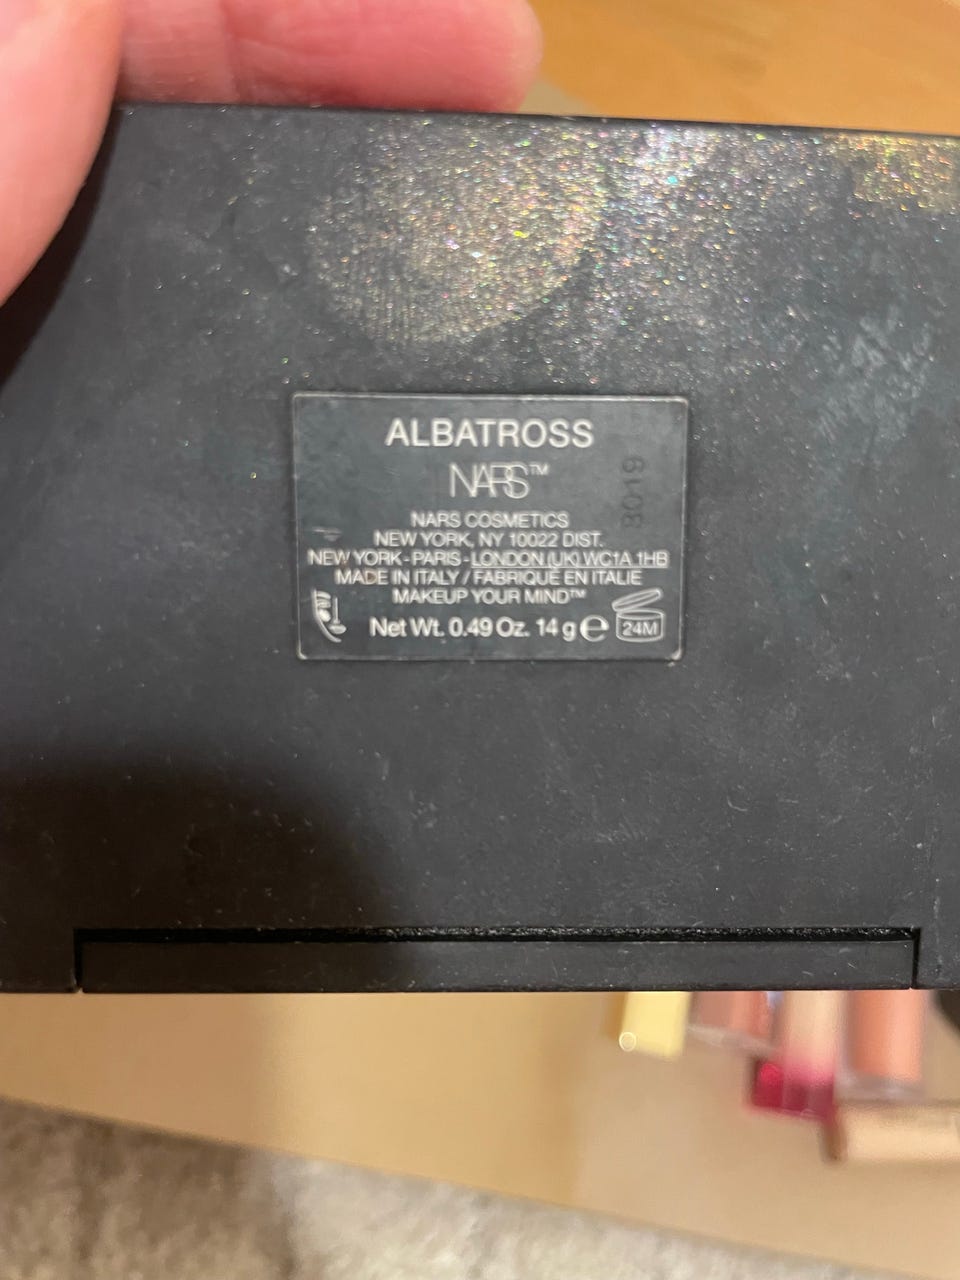 ALBATROSS
NARS™
NARS COSMETICS
NEW YORK, NY 10022 DIST.
NEW YORK - PARIS - LONDON (UK) WC1A 1HB
MADE IN ITALY / FABRIQUÉ EN ITALIE
MAKEUP YOUR MIND™
Net Wt. 0.49 Oz. 14 g ℮ 24M
8019